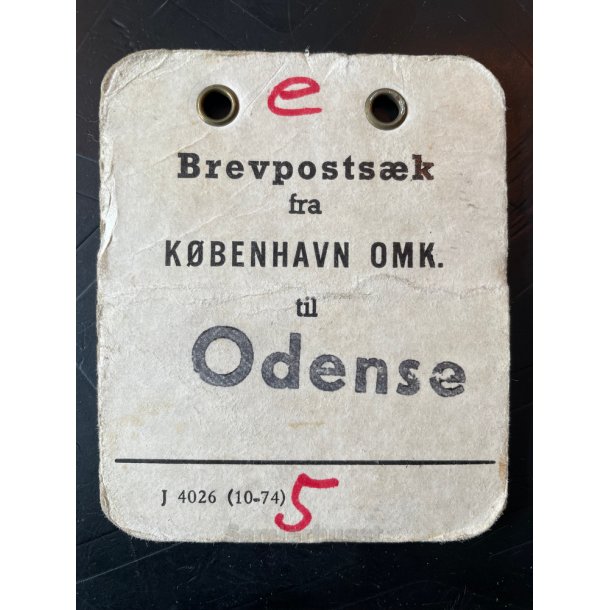 e
Brevpostsæk
fra
KØBENHAVN OMK.
til
Odense
J 4026 (10-74) 5